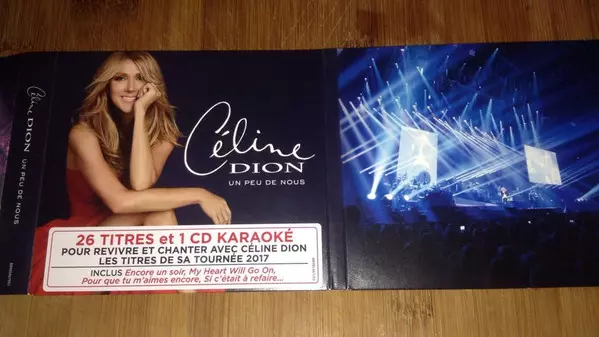 Céline
DION
UN PEU DE NOUS
Céline
DION
UN PEU DE NOUS
26 TITRES et 1 CD KARAOKÉ
POUR REVIVRE ET CHANTER AVEC CÉLINE DION
LES TITRES DE SA TOURNÉE 2017
INCLUS Encore un soir, My Heart Will Go On,
Pour que tu m'aimes encore, Si c'était à refaire...